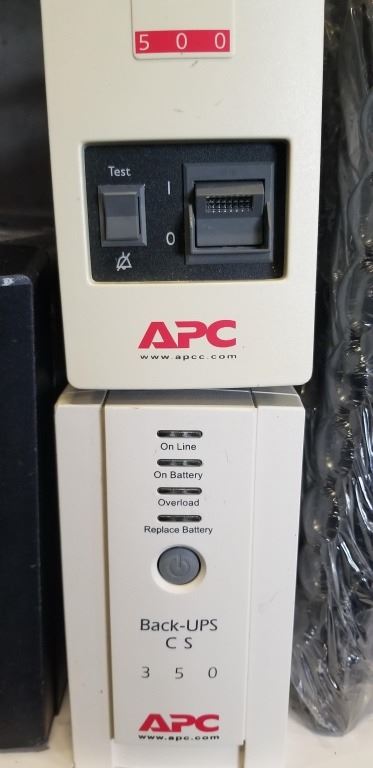 500
Test
I
0
APC
www.apcc.com
On Line
On Battery
Overload
Replace Battery
Back-UPS
CS
350
APC
www.apc.com